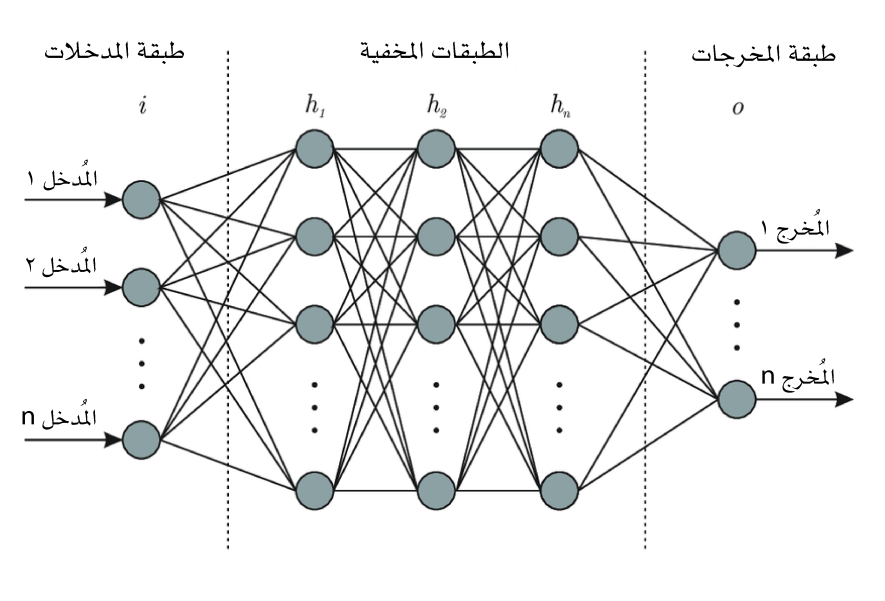 طبقة المدخلات
الطبقات المخفية
طبقة المخرجات
i
h1
h2
hn
o
المُدخل ١
المُدخل ٢
المُدخل n
المُخرج ١
المُخرج n